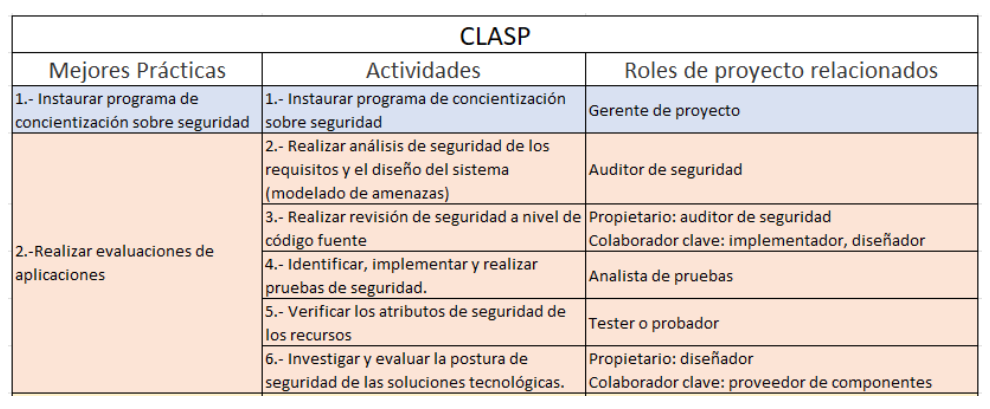 CLASP
Mejores Prácticas
Actividades
Roles de proyecto relacionados
1.- Instaurar programa de
concientización sobre seguridad
1.- Instaurar programa de concientización
sobre seguridad
Gerente de proyecto
2.-Realizar evaluaciones de
aplicaciones
2.- Realizar análisis de seguridad de los
requisitos y el diseño del sistema
(modelado de amenazas)
Auditor de seguridad
3.- Realizar revisión de seguridad a nivel de
código fuente
Propietario: auditor de seguridad
Colaborador clave: implementador, diseñador
4.- Identificar, implementar y realizar
pruebas de seguridad.
Analista de pruebas
5.- Verificar los atributos de seguridad de
los recursos
Tester o probador
6.- Investigar y evaluar la postura de
seguridad de las soluciones tecnológicas.
Propietario: diseñador
Colaborador clave: proveedor de componentes